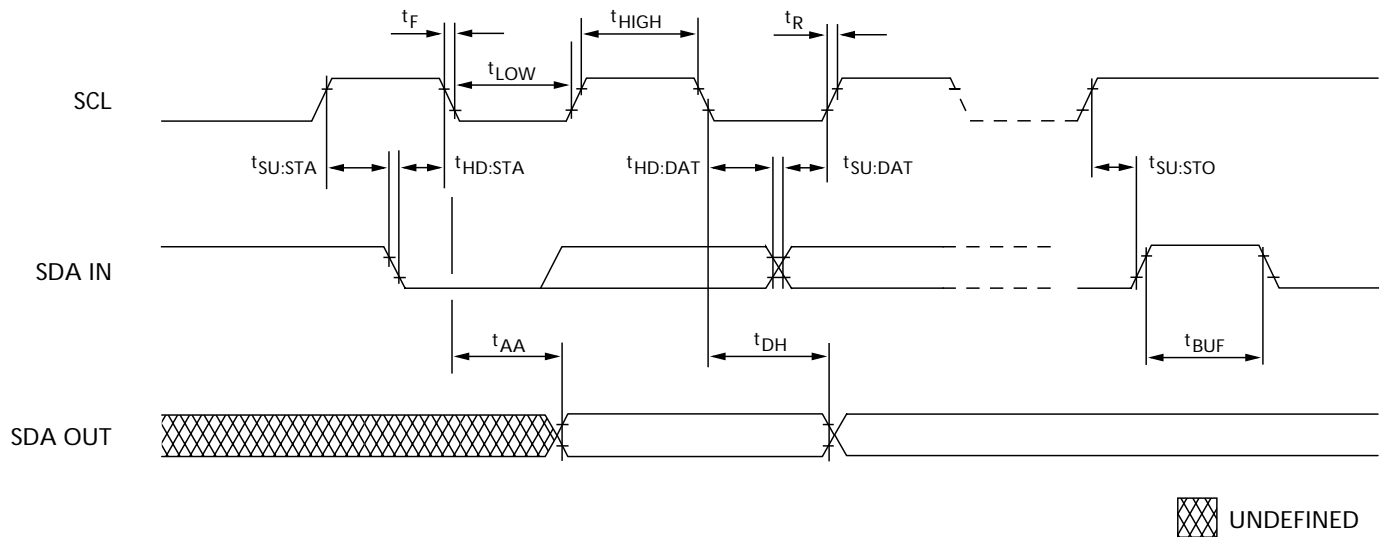 tF
tHIGH
tR
tLOW
SCL
tSU:STA
tHD:STA
tHD:DAT
tSU:DAT
tSU:STO
SDA IN
tAA
tDH
tBUF
SDA OUT
UNDEFINED